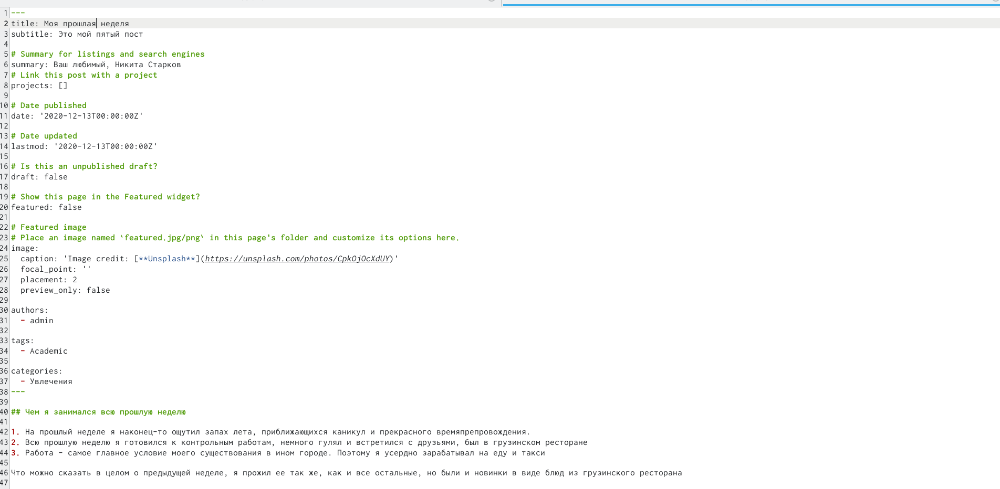 1 ---
2 title: Моя прошлая неделя
3 subtitle: Это мой пятый пост
4
5 # Summary for listings and search engines
6 summary: Ваш любимый, Никита Старков
7 # Link this post with a project
8 projects: []
9
10 # Date published
11 date: '2020-12-13T00:00:00Z'
12
13 # Date updated
14 lastmod: '2020-12-13T00:00:00Z'
15
16 # Is this an unpublished draft?
17 draft: false
18
19 # Show this page in the Featured widget?
20 featured: false
21
22 # Featured image
23 # Place an image named `featured.jpg/png` in this page's folder and customize its options here.
24 image:
25   caption: 'Image credit: [**Unsplash**](https://unsplash.com/photos/CpkOjOcXdUY)'
26   focal_point: ''
27   placement: 2
28   preview_only: false
29
30 authors:
31   - admin
32
33 tags:
34   - Academic
35
36 categories:
37   - Увлечения
38 ---
39
40 ## Чем я занимался всю прошлую неделю
41
42 1. На прошлый неделе я наконец-то ощутил запах лета, приближающихся каникул и прекрасного времяпрепровождения.
43 2. Всю прошлую неделю я готовился к контрольным работам, немного гулял и встретился с друзьями, был в грузинском ресторане
44 3. Работа - самое главное условие моего существования в ином городе. Поэтому я усердно зарабатывал на еду и такси
45
46 Что можно сказать в целом о предыдущей неделе, я прожил ее так же, как и все остальные, но были и новинки в виде блюд из грузинского ресторана
47